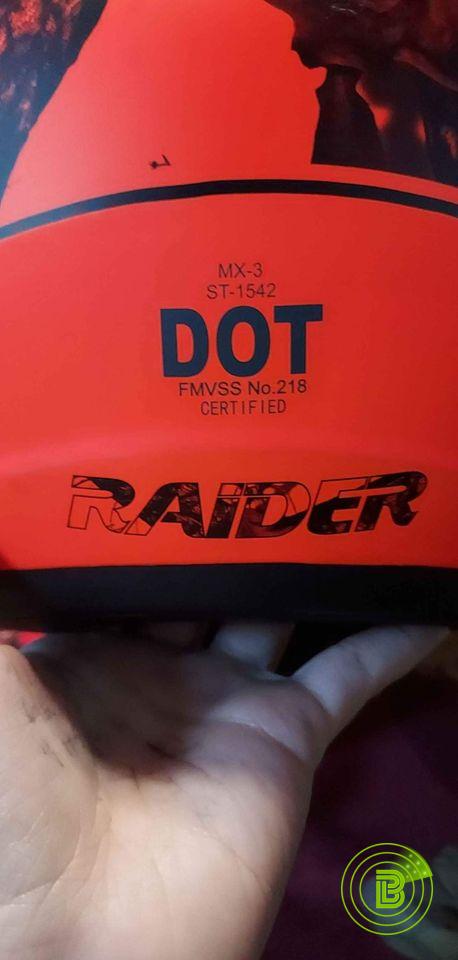 MX-3
ST-1542
DOT
FMVSS No.218
CERTIFIED
RAIDER
B